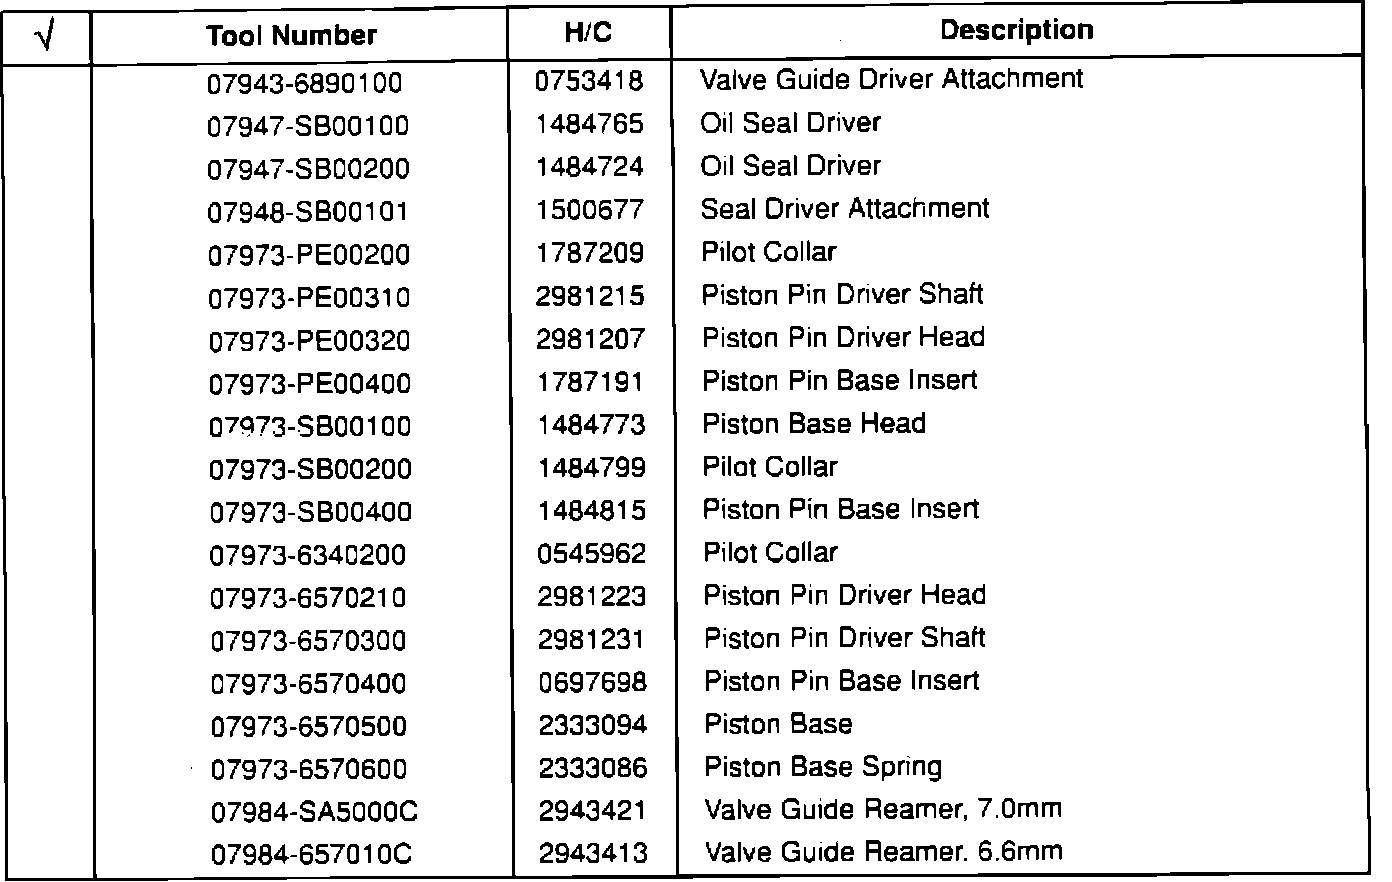 √ Tool Number H/C Description
07943-6890100 0753418 Valve Guide Driver Attachment
07947-SB00100 1484765 Oil Seal Driver
07947-SB00200 1484724 Oil Seal Driver
07948-SB00101 1500677 Seal Driver Attachment
07973-PE00200 1787209 Pilot Collar
07973-PE00310 2981215 Piston Pin Driver Shaft
07973-PE00320 2981207 Piston Pin Driver Head
07973-PE00400 1787191 Piston Pin Base Insert
07973-SB00100 1484773 Piston Base Head
07973-SB00200 1484799 Pilot Collar
07973-SB00400 1484815 Piston Pin Base Insert
07973-6340200 0545962 Pilot Collar
07973-6570210 2981223 Piston Pin Driver Head
07973-6570300 2981231 Piston Pin Driver Shaft
07973-6570400 0697698 Piston Pin Base Insert
07973-6570500 2333094 Piston Base
07973-6570600 2333086 Piston Base Spring
07984-SA5000C 2943421 Valve Guide Reamer, 7.0mm
07984-657010C 2943413 Valve Guide Reamer. 6.6mm